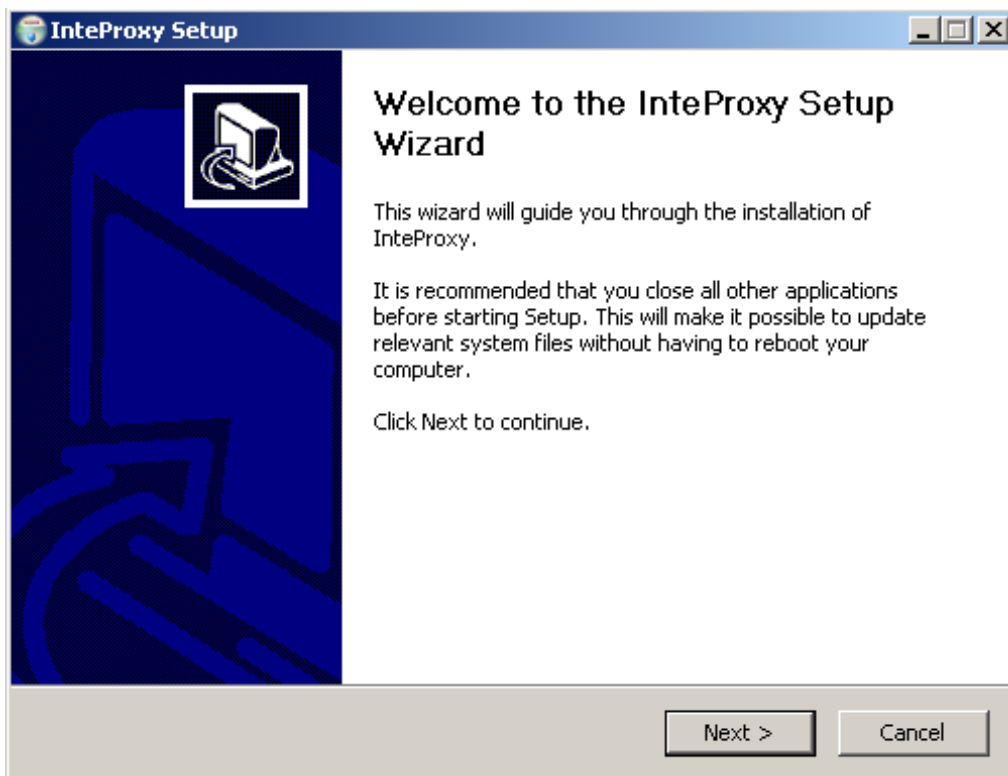 InteProxy Setup
Welcome to the InteProxy Setup
Wizard
This wizard will guide you through the installation of
InteProxy.
It is recommended that you close all other applications
before starting Setup. This will make it possible to update
relevant system files without having to reboot your
computer.
Click Next to continue.
Next >
Cancel